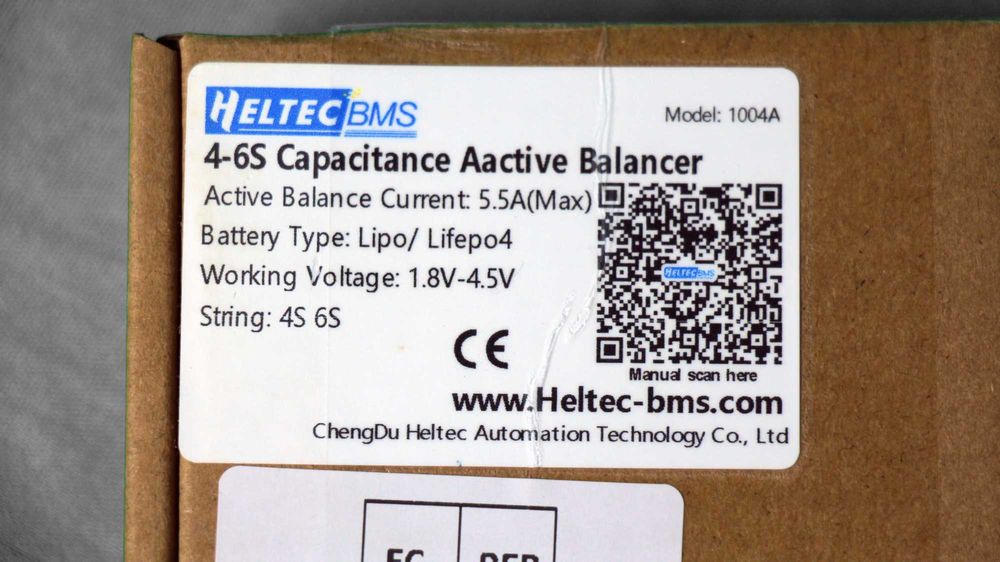 HELTEC BMS
Model: 1004A
4-6S Capacitance Aactive Balancer
Active Balance Current: 5.5A(Max)
Battery Type: Lipo/ Lifepo4
Working Voltage: 1.8V-4.5V
String: 4S 6S
CE
HELTEC BMS
Manual scan here
www.Heltec-bms.com
ChengDu Heltec Automation Technology Co., Ltd